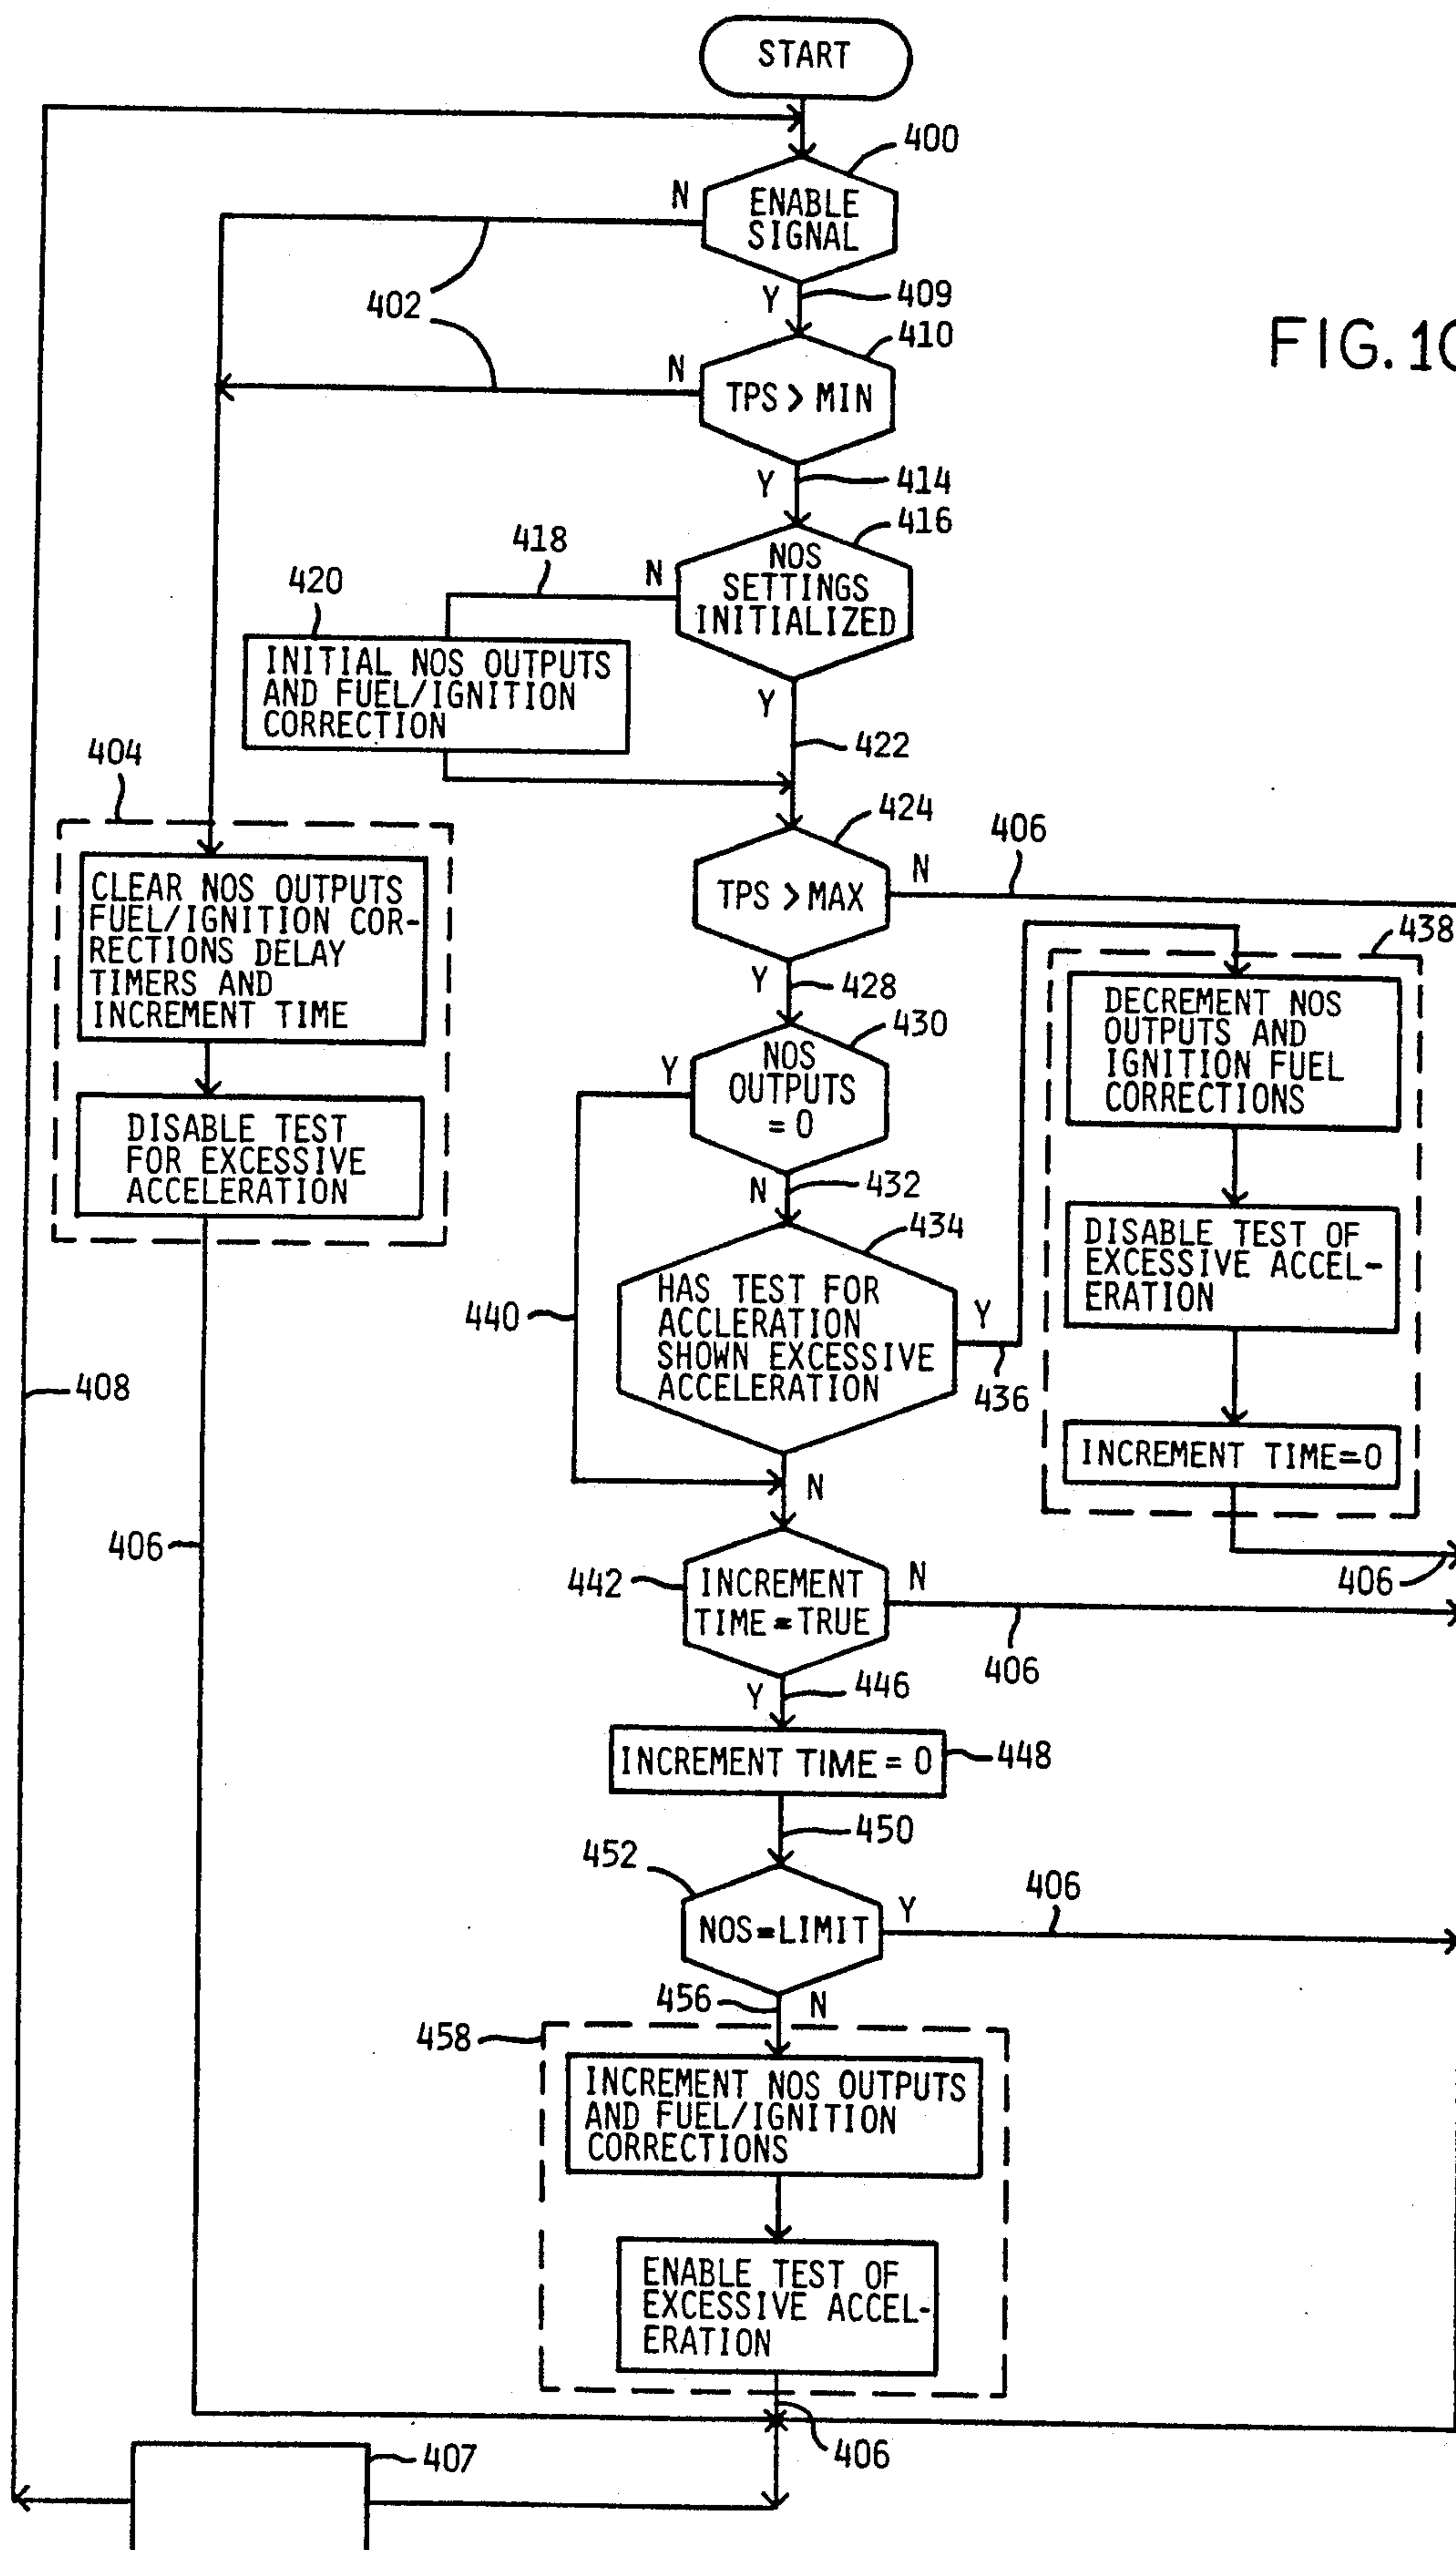 START
400
N
ENABLE
SIGNAL
402
Y
409
FIG.10
410
N
TPS > MIN
Y
414
416
418
N
NOS
SETTINGS
INITIALIZED
420
INITIAL NOS OUTPUTS
AND FUEL/IGNITION
CORRECTION
Y
422
404
424
406
N
TPS > MAX
CLEAR NOS OUTPUTS
FUEL/IGNITION COR-
RECTIONS DELAY
TIMERS AND
INCREMENT TIME
438
Y
428
430
DECREMENT NOS
OUTPUTS AND
IGNITION FUEL
CORRECTIONS
Y
NOS
OUTPUTS
= 0
DISABLE TEST
FOR EXCESSIVE
ACCELERATION
N
432
434
DISABLE TEST OF
EXCESSIVE ACCEL-
ERATION
HAS TEST FOR
ACCLERATION
SHOWN EXCESSIVE
ACCELERATION
440
Y
436
408
INCREMENT TIME=0
N
406
406
442
INCREMENT
TIME=TRUE
N
406
Y
446
INCREMENT TIME = 0
448
450
452
NOS=LIMIT
Y
406
456
N
458
INCREMENT NOS OUTPUTS
AND FUEL/IGNITION
CORRECTIONS
ENABLE TEST OF
EXCESSIVE ACCEL-
ERATION
406
407